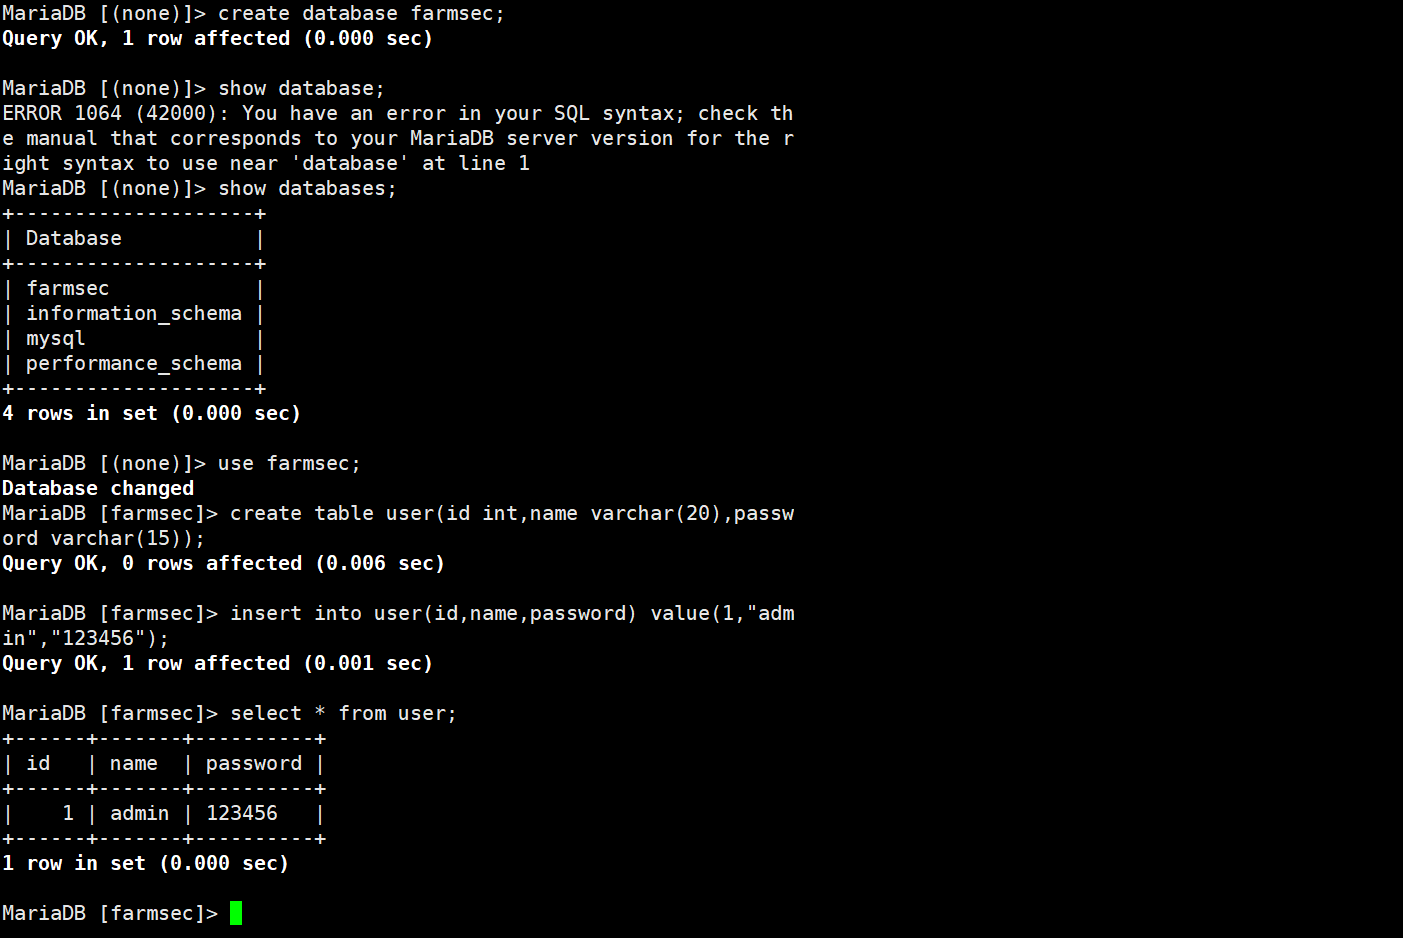 MariaDB [(none)]> create database farmsec;
Query OK, 1 row affected (0.000 sec)

MariaDB [(none)]> show database;
ERROR 1064 (42000): You have an error in your SQL syntax; check th
e manual that corresponds to your MariaDB server version for the r
ight syntax to use near 'database' at line 1
MariaDB [(none)]> show databases;
+--------------------+
| Database           |
+--------------------+
| farmsec            |
| information_schema |
| mysql              |
| performance_schema |
+--------------------+
4 rows in set (0.000 sec)

MariaDB [(none)]> use farmsec;
Database changed
MariaDB [farmsec]> create table user(id int,name varchar(20),passw
ord varchar(15));
Query OK, 0 rows affected (0.006 sec)

MariaDB [farmsec]> insert into user(id,name,password) value(1,"adm
in","123456");
Query OK, 1 row affected (0.001 sec)

MariaDB [farmsec]> select * from user;
+------+-------+----------+
| id   | name  | password |
+------+-------+----------+
|    1 | admin | 123456   |
+------+-------+----------+
1 row in set (0.000 sec)

MariaDB [farmsec]>